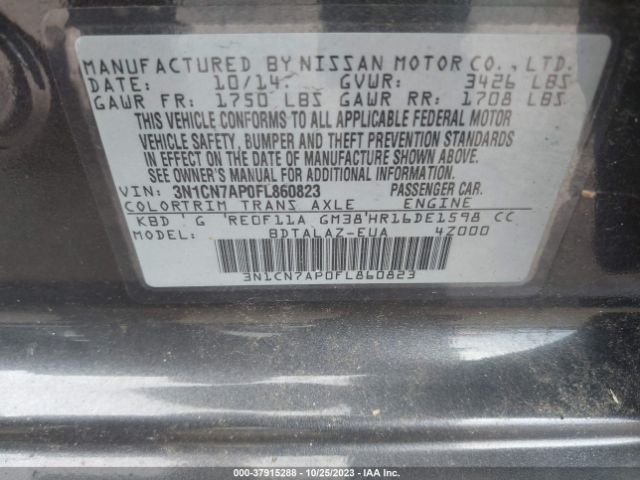 MANUFACTURED BY NISSAN MOTOR CO., LTD.
DATE: 10/14. GVWR: 3426 LBS
GAWR FR: 1750 LBS GAWR RR: 1708 LBS
THIS VEHICLE CONFORMS TO ALL APPLICABLE FEDERAL MOTOR
VEHICLE SAFETY, BUMPER AND THEFT PREVENTION STANDARDS
IN EFFECT ON THE DATE OF MANUFACTURE SHOWN ABOVE.
SEE OWNER'S MANUAL FOR ADDITIONAL INFORMATION.
VIN: 3N1CN7AP0FL860823 PASSENGER CAR.
COLOR TRIM TRANS AXLE ENGINE
KBD G RE0F11A GM38 HR16DE1598 CC
MODEL: BDTALAZ-EUA 4Z000
3N1CN7AP0FL860823
000-37915288 - 10/25/2023 - IAA Inc.